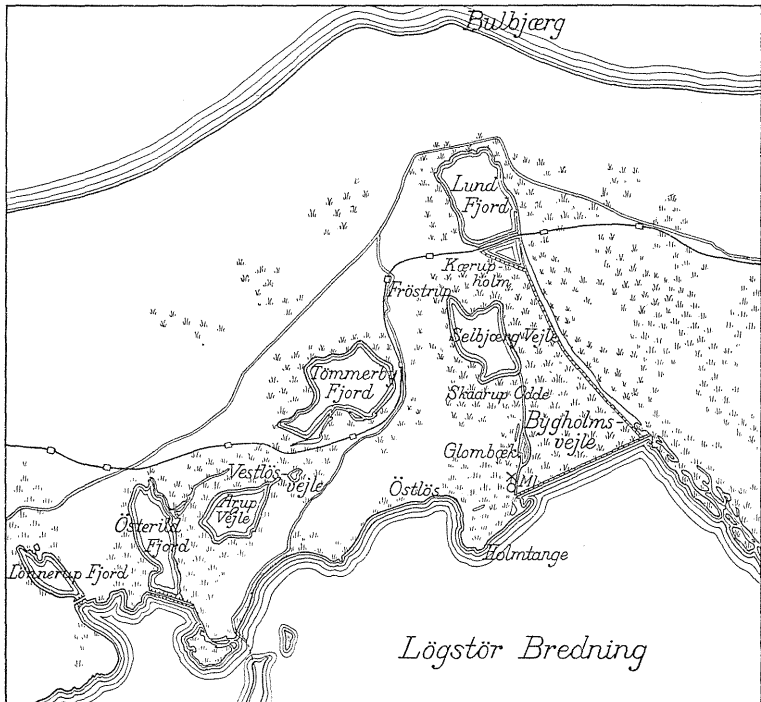 Bulbjærg
Lund
Fjord
Kærup-
holm
Fröstrup
Selbjærg Vejle
Tömmerby
Fjord
Skaarup Odde
Bygholms-
vejle
Glombæk
Vestlös-
vejle
Arup
Vejle
Östlös
Ml.
Österild
Fjord
Holmtange
Lönnerup Fjord
Lögstör Bredning